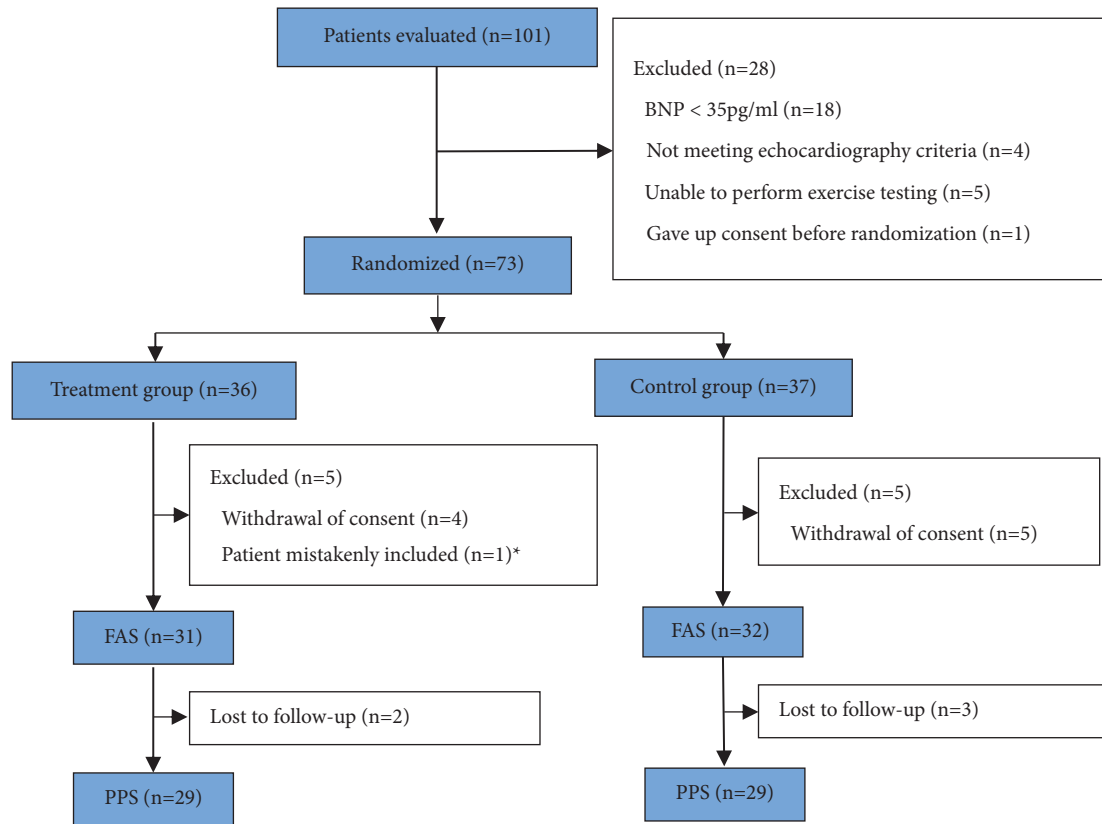 Patients evaluated (n=101)
Excluded (n=28)
BNP < 35pg/ml (n=18)
Not meeting echocardiography criteria (n=4)
Unable to perform exercise testing (n=5)
Gave up consent before randomization (n=1)
Randomized (n=73)
Treatment group (n=36)
Control group (n=37)
Excluded (n=5)
Withdrawal of consent (n=4)
Patient mistakenly included (n=1)*
Excluded (n=5)
Withdrawal of consent (n=5)
FAS (n=31)
FAS (n=32)
Lost to follow-up (n=2)
Lost to follow-up (n=3)
PPS (n=29)
PPS (n=29)